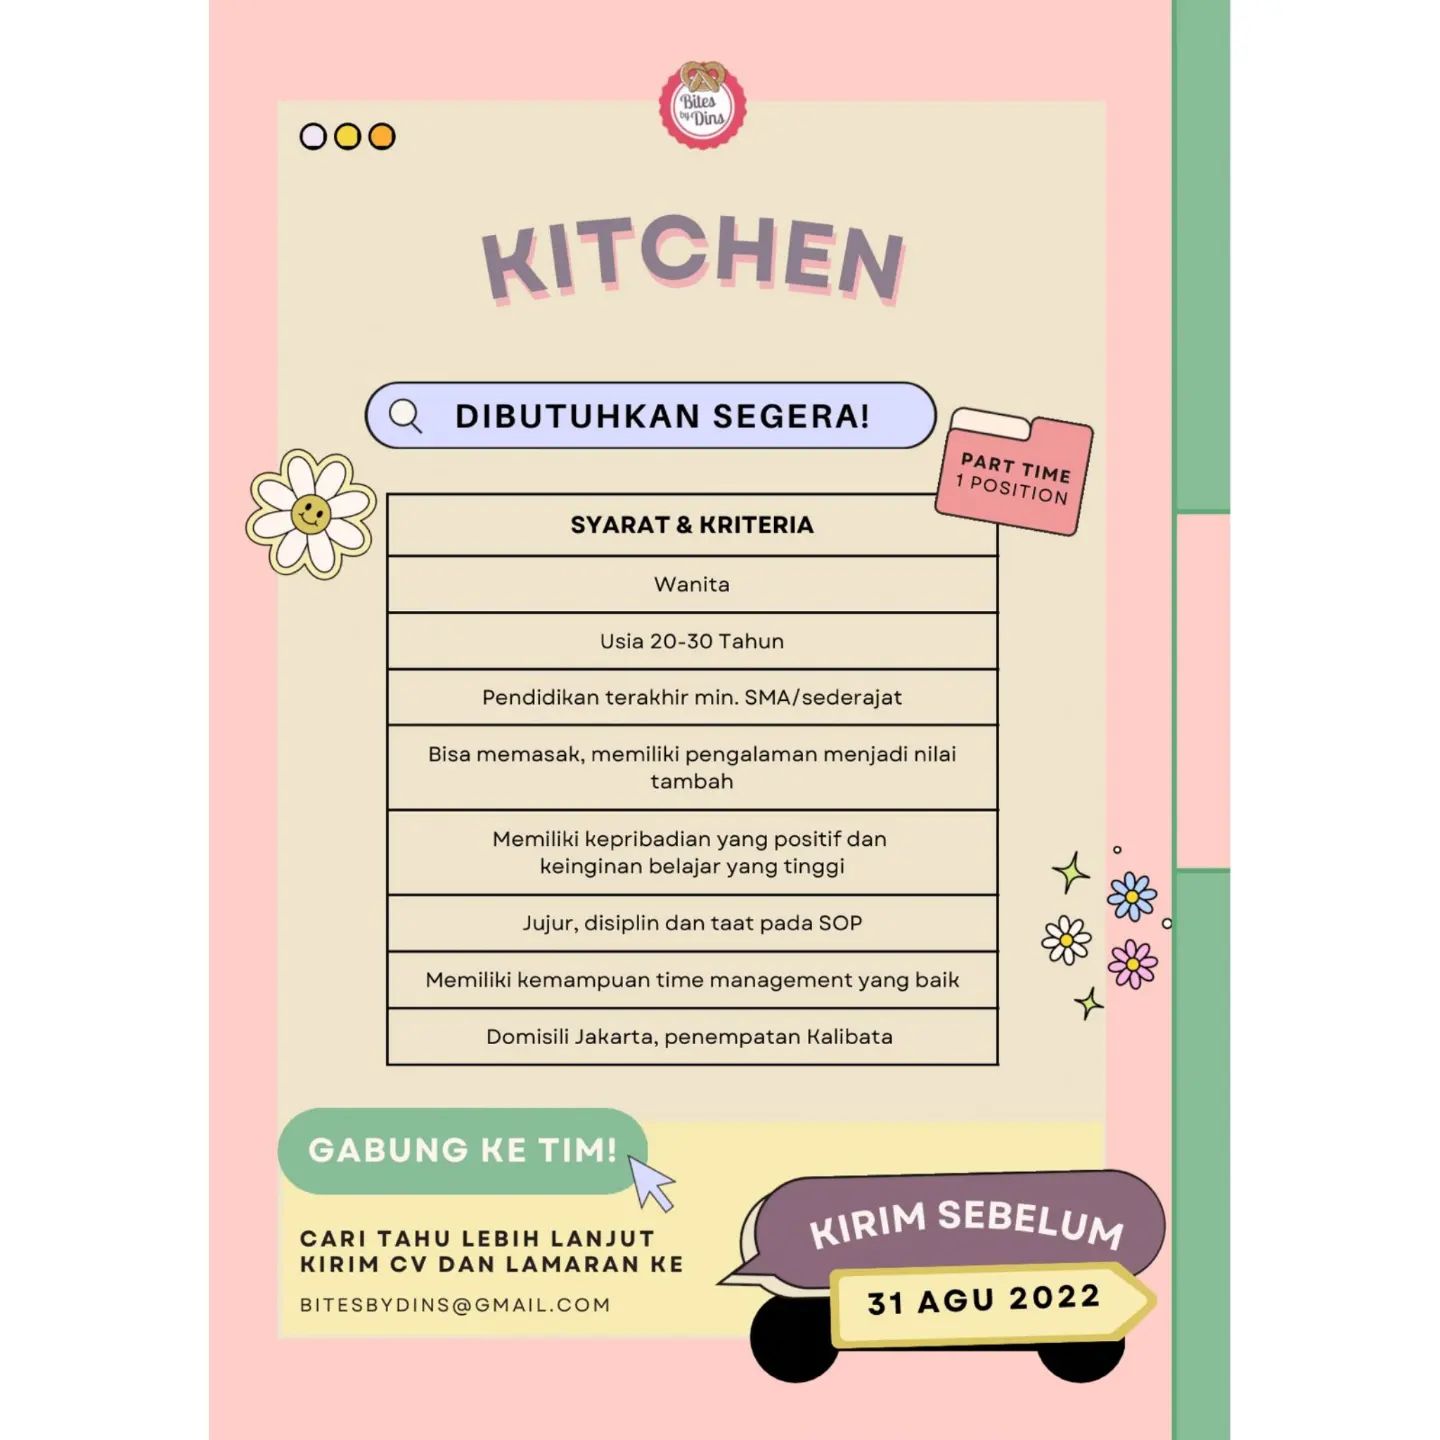 Bites
by Dins
KITCHEN
DIBUTUHKAN SEGERA!
PART TIME
1 POSITION
SYARAT & KRITERIA
Wanita
Usia 20-30 Tahun
Pendidikan terakhir min. SMA/sederajat
Bisa memasak, memiliki pengalaman menjadi nilai
tambah
Memiliki kepribadian yang positif dan
keinginan belajar yang tinggi
Jujur, disiplin dan taat pada SOP
Memiliki kemampuan time management yang baik
Domisili Jakarta, penempatan Kalibata
GABUNG KE TIM!
CARI TAHU LEBIH LANJUT
KIRIM CV DAN LAMARAN KE
BITESBYDINS@GMAIL.COM
KIRIM SEBELUM
31 AGU 2022